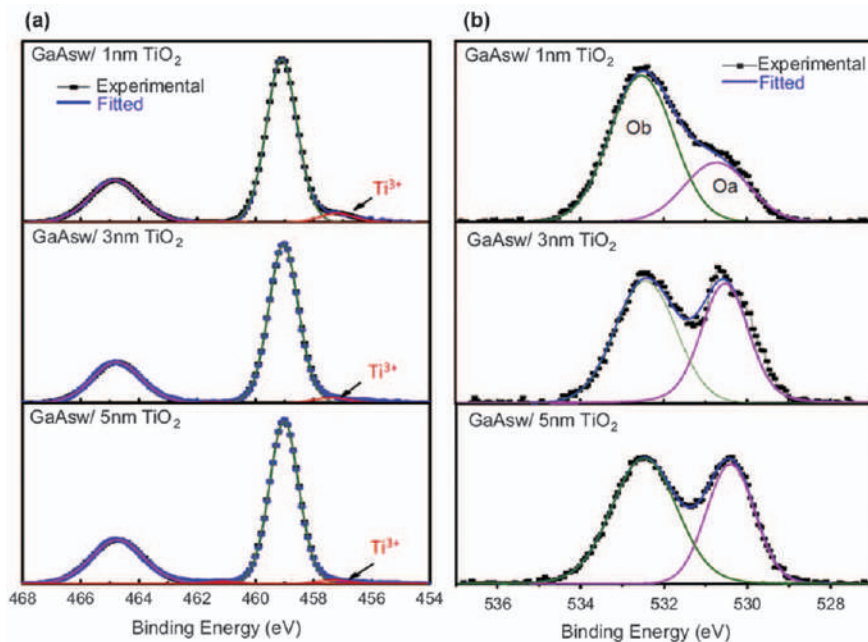 (a)
GaAsw/ 1nm TiO₂
Experimental
Fitted
Ti³⁺
GaAsw/ 3nm TiO₂
Ti³⁺
GaAsw/ 5nm TiO₂
Ti³⁺
468 466 464 462 460 458 456 454
Binding Energy (eV)
(b)
GaAsw/ 1nm TiO₂
Experimental
Fitted
Ob
Oa
GaAsw/ 3nm TiO₂
GaAsw/ 5nm TiO₂
536 534 532 530 528
Binding Energy (eV)